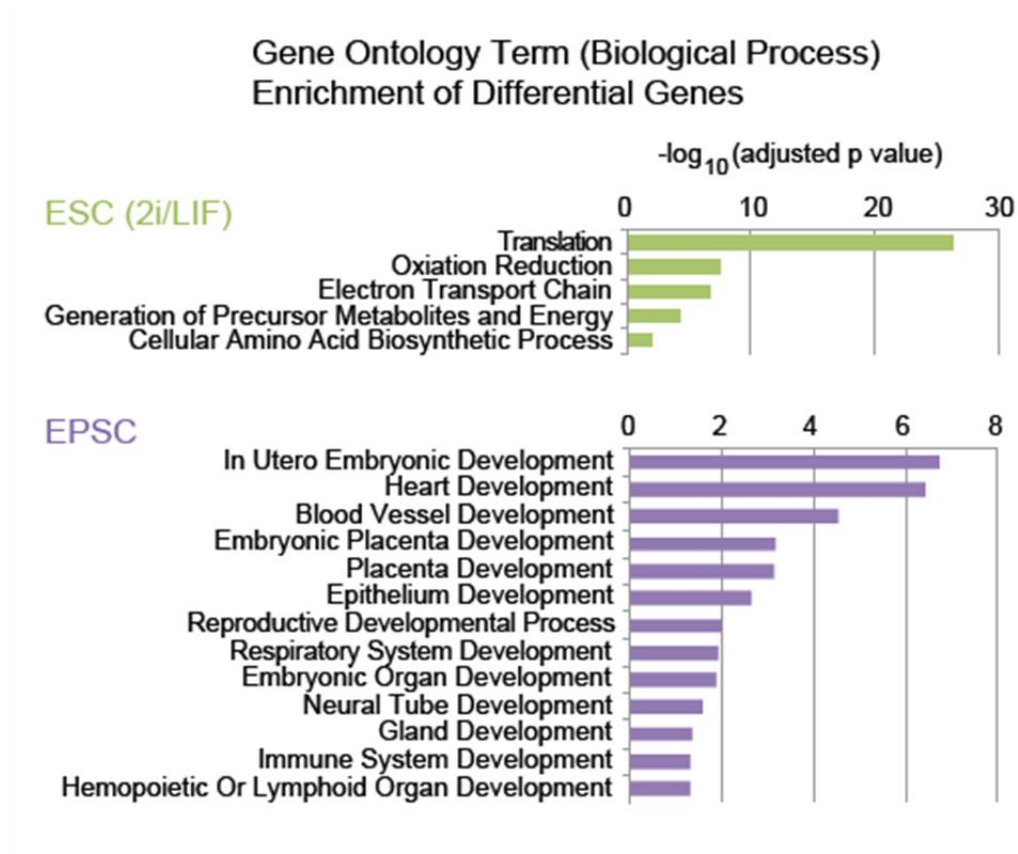 Gene Ontology Term (Biological Process)
Enrichment of Differential Genes
-log10(adjusted p value)
ESC (2i/LIF)
0 10 20 30
Translation
Oxiation Reduction
Electron Transport Chain
Generation of Precursor Metabolites and Energy
Cellular Amino Acid Biosynthetic Process
EPSC
0 2 4 6 8
In Utero Embryonic Development
Heart Development
Blood Vessel Development
Embryonic Placenta Development
Placenta Development
Epithelium Development
Reproductive Developmental Process
Respiratory System Development
Embryonic Organ Development
Neural Tube Development
Gland Development
Immune System Development
Hemopoietic Or Lymphoid Organ Development